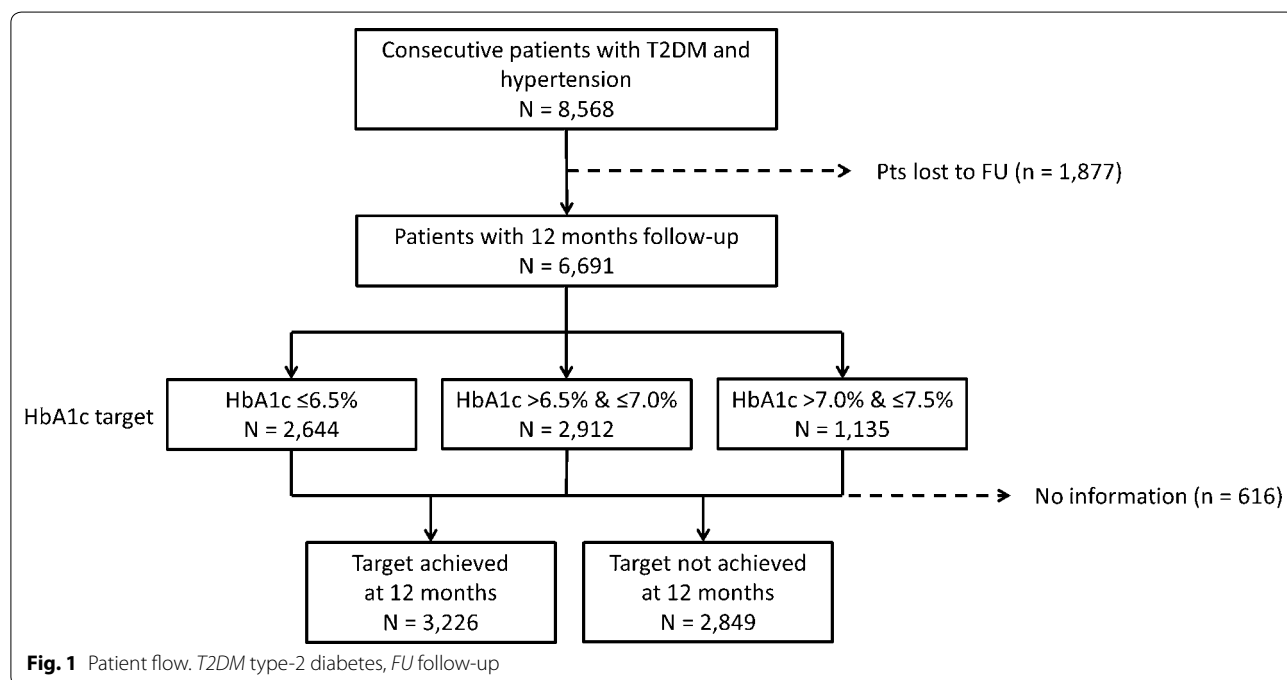 Consecutive patients with T2DM and
hypertension
N = 8,568
Pts lost to FU (n = 1,877)
Patients with 12 months follow-up
N = 6,691
HbA1c target
HbA1c ≤6.5%
N = 2,644
HbA1c >6.5% & ≤7.0%
N = 2,912
HbA1c >7.0% & ≤7.5%
N = 1,135
No information (n = 616)
Target achieved
at 12 months
N = 3,226
Target not achieved
at 12 months
N = 2,849
Fig. 1 Patient flow. T2DM type-2 diabetes, FU follow-up